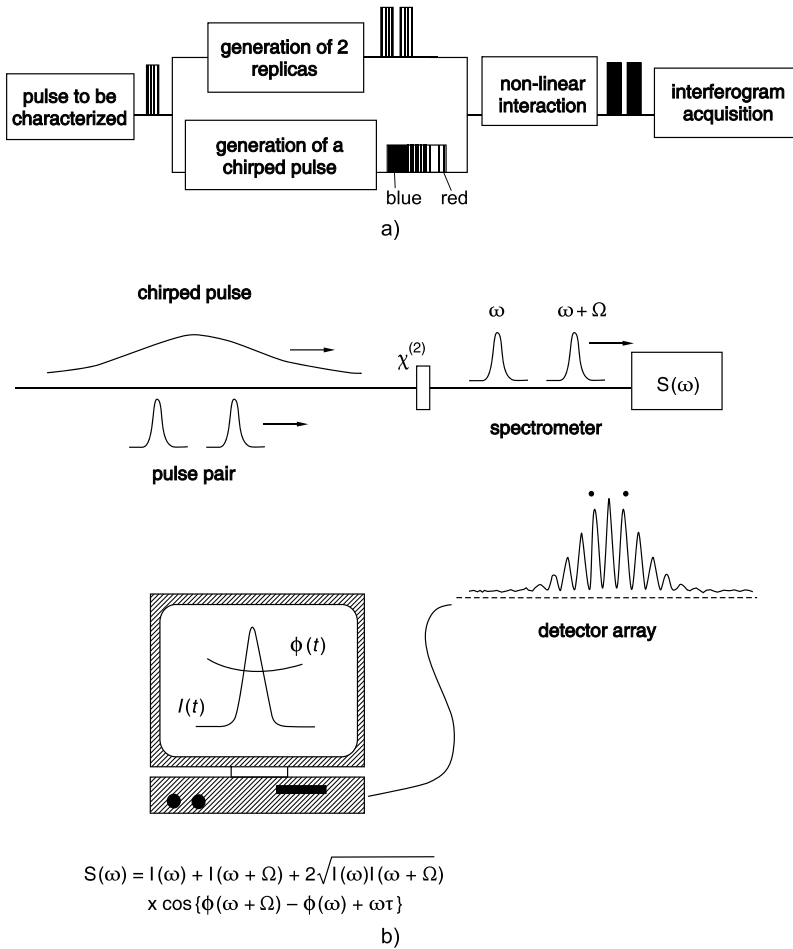 pulse to be
characterized
generation of 2
replicas
generation of a
chirped pulse
blue
red
non-linear
interaction
interferogram
acquisition
a)
chirped pulse
pulse pair
χ(2)
ω
ω + Ω
S(ω)
spectrometer
detector array
ϕ(t)
I(t)
S(ω) = I(ω) + I(ω + Ω) + 2√I(ω)I(ω + Ω)
x cos{ϕ(ω + Ω) − ϕ(ω) + ωτ}
b)